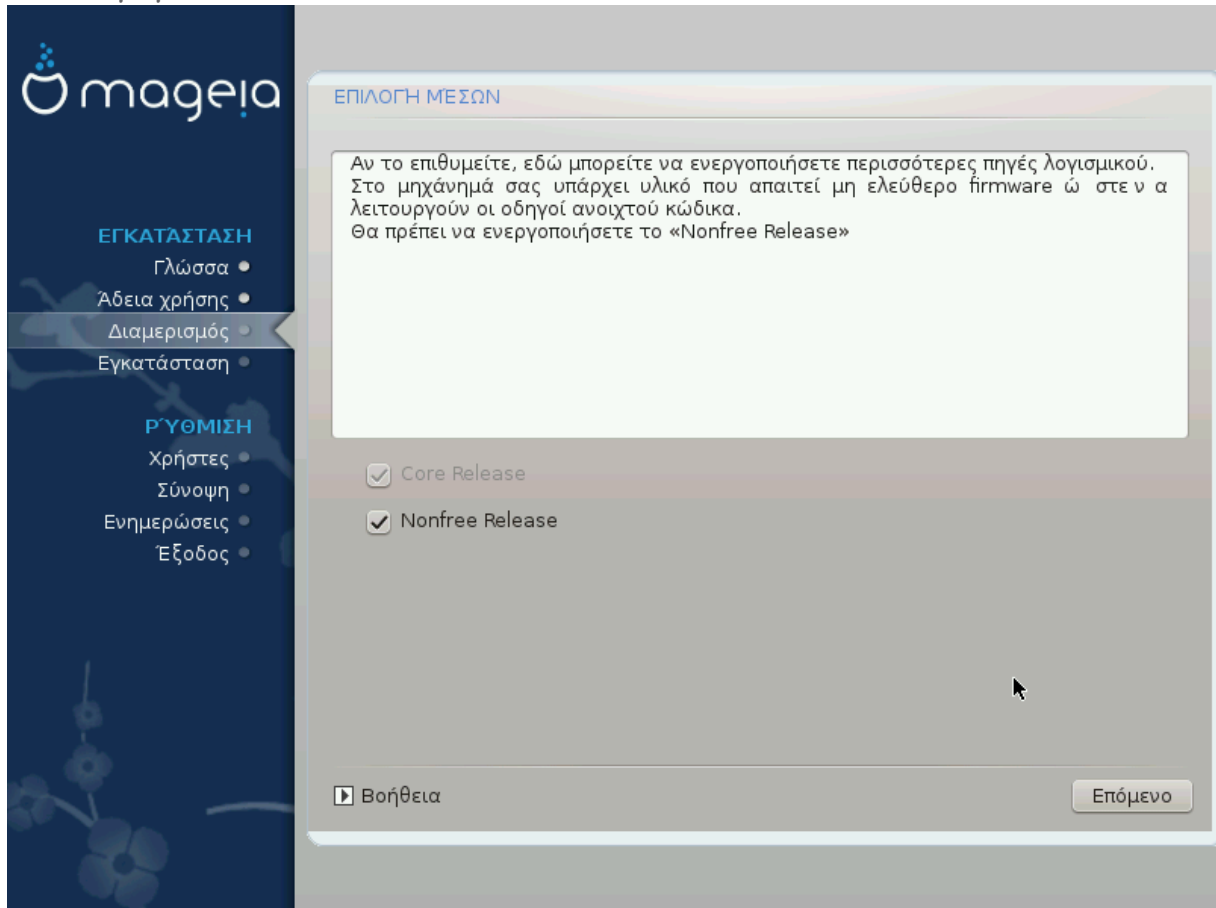 mageia
ΕΠΙΛΟΓΉ ΜΈΣΩΝ
Αν το επιθυμείτε, εδώ μπορείτε να ενεργοποιήσετε περισσότερες πηγές λογισμικού.
Στο μηχάνημά σας υπάρχει υλικό που απαιτεί μη ελεύθερο firmware ώ στε ν α
λειτουργούν οι οδηγοί ανοιχτού κώδικα.
Θα πρέπει να ενεργοποιήσετε το «Nonfree Release»
ΕΓΚΑΤΆΣΤΑΣΗ
Γλώσσα
Άδεια χρήσης
Διαμερισμός
Εγκατάσταση
ΡΎΘΜΙΣΗ
Χρήστες
Σύνοψη
Ενημερώσεις
Έξοδος
Core Release
Nonfree Release
Βοήθεια
Επόμενο